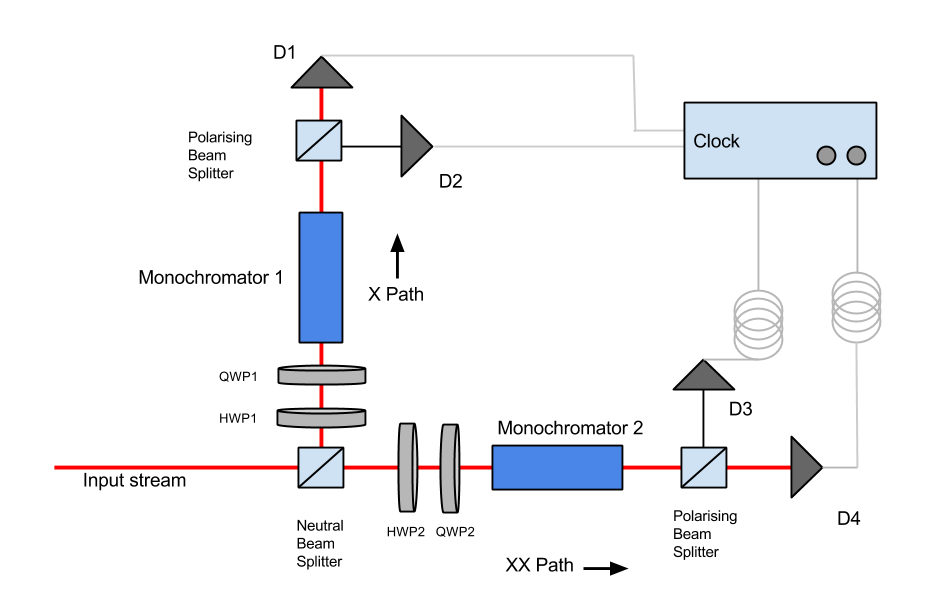 D1
Polarising
Beam
Splitter
D2
Clock
Monochromator 1
X Path
QWP1
HWP1
D3
Monochromator 2
Input stream
Neutral
Beam
Splitter
HWP2
QWP2
Polarising
Beam
Splitter
D4
XX Path